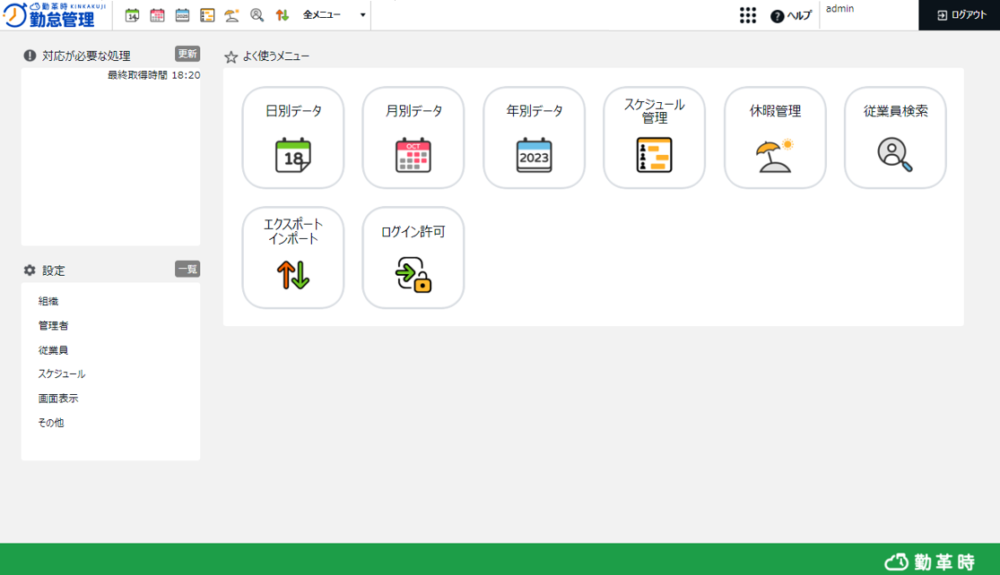 勤革時 KINKAKUJI
勤怠管理
14
2025
全メニュー
ヘルプ
admin
ログアウト
対応が必要な処理
更新
最終取得時間 18:20
設定
一覧
組織
管理者
従業員
スケジュール
画面表示
その他
よく使うメニュー
日別データ
18
月別データ
OCT
年別データ
2023
スケジュール
管理
休暇管理
従業員検索
エクスポート
インポート
ログイン許可
勤革時